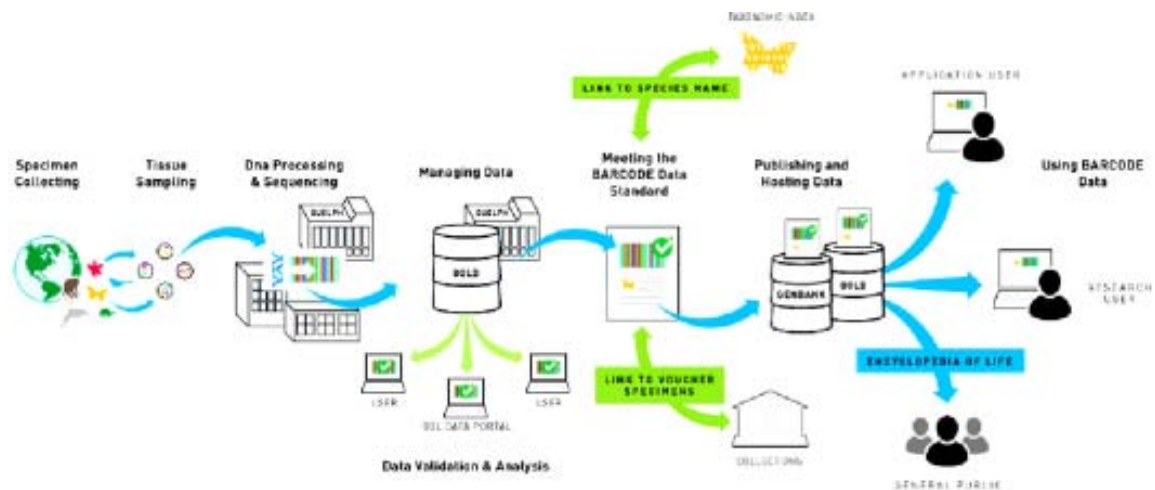 APPLICATION USER
LINK TO SPECIES NAME
Specimen
Collecting
Tissue
Sampling
Dna Processing
& Sequencing
Managing Data
Meeting the
BARCODE Data
Standard
Publishing and
Hosting Data
Using BARCODE
Data
GUELPH
GUELPH
BOLD
GENBANK
BOLD
RESEARCH
USER
ENCYCLOPEDIA OF LIFE
LINK TO VOUCHER
SPECIMENS
USER
USER
DATA PORTAL
Data Validation & Analysis
COLLECTIONS
GENERAL PUBLIC